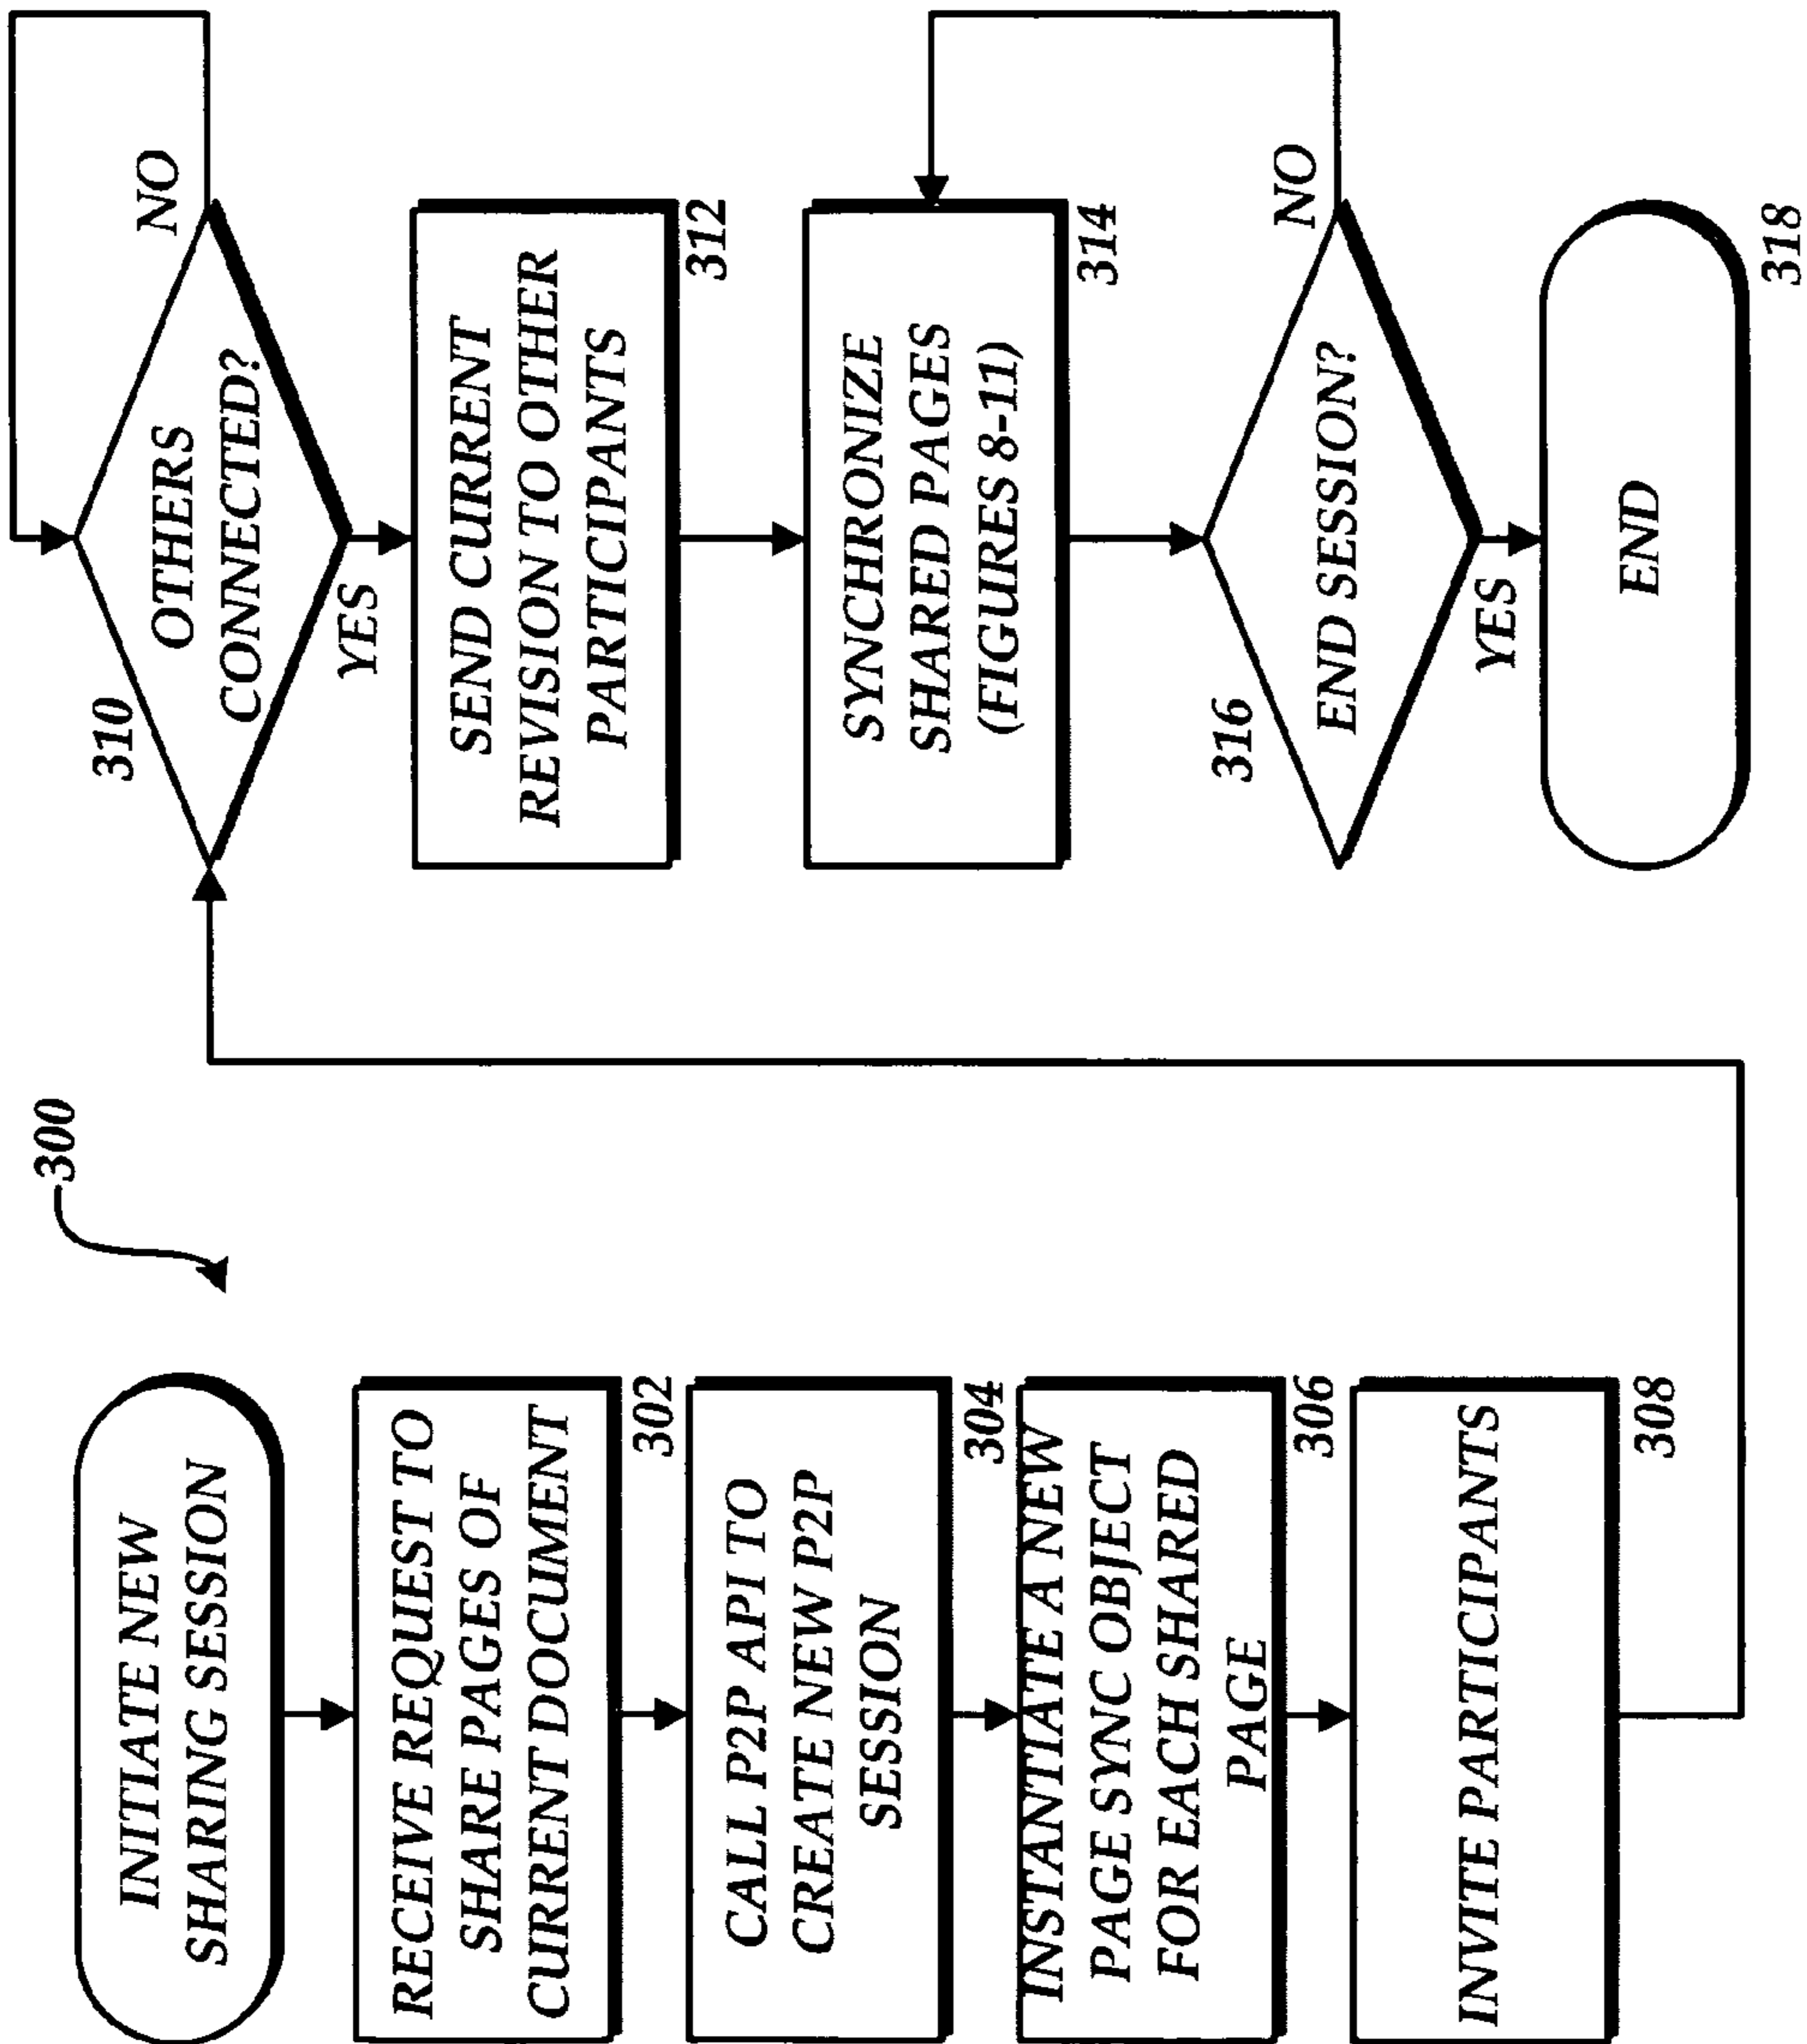 300
INITIATE NEW
SHARING SESSION
RECEIVE REQUEST TO
SHARE PAGES OF
CURRENT DOCUMENT
302
CALL P2P API TO
CREATE NEW P2P
SESSION
304
INSTANTIATE A NEW
PAGE SYNC OBJECT
FOR EACH SHARED
PAGE
306
INVITE PARTICIPANTS
308
310
OTHERS
CONNECTED?
NO
YES
SEND CURRENT
REVISION TO OTHER
PARTICIPANTS
312
SYNCHRONIZE
SHARED PAGES
(FIGURES 8-11)
314
316
END SESSION?
NO
YES
END
318